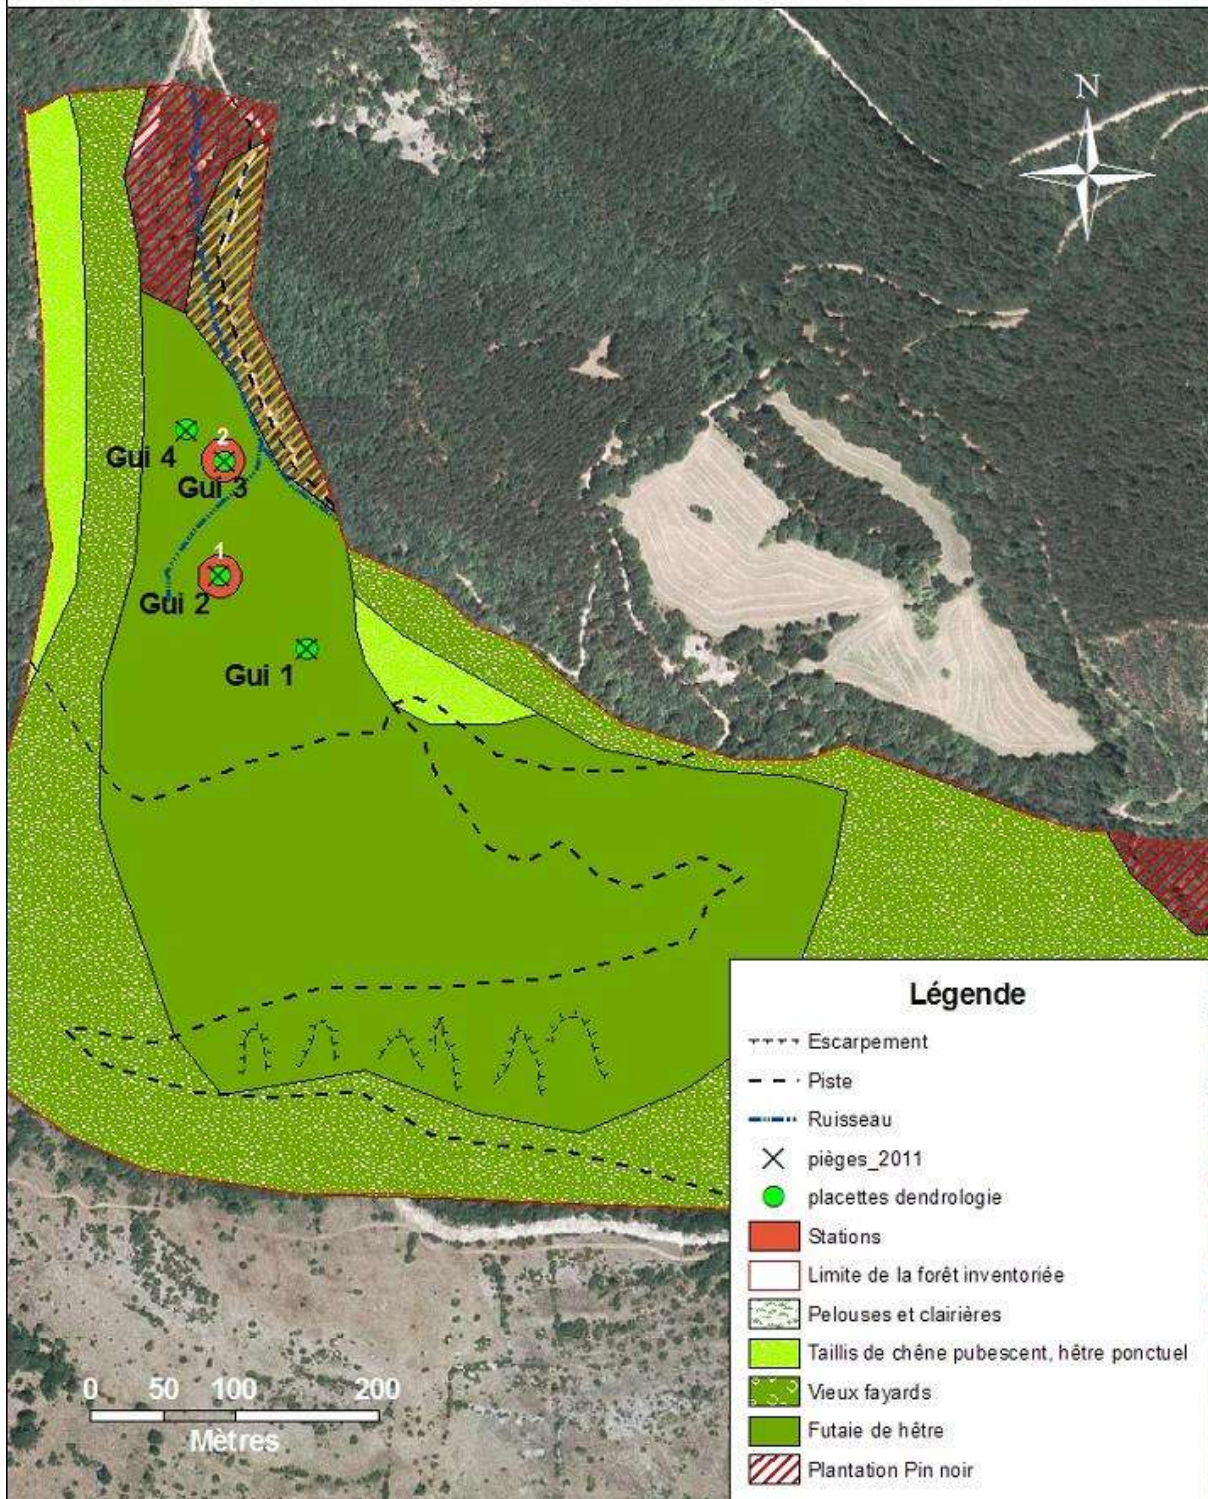 N
2
Gui 4
Gui 3
1
Gui 2
Gui 1
Légende
Escarpement
Piste
Ruisseau
pièges_2011
placettes dendrologie
Stations
Limite de la forêt inventoriée
Pelouses et clairières
Taillis de chêne pubescent, hêtre ponctuel
Vieux fayards
Futaie de hêtre
Plantation Pin noir
0 50 100 200
Mètres